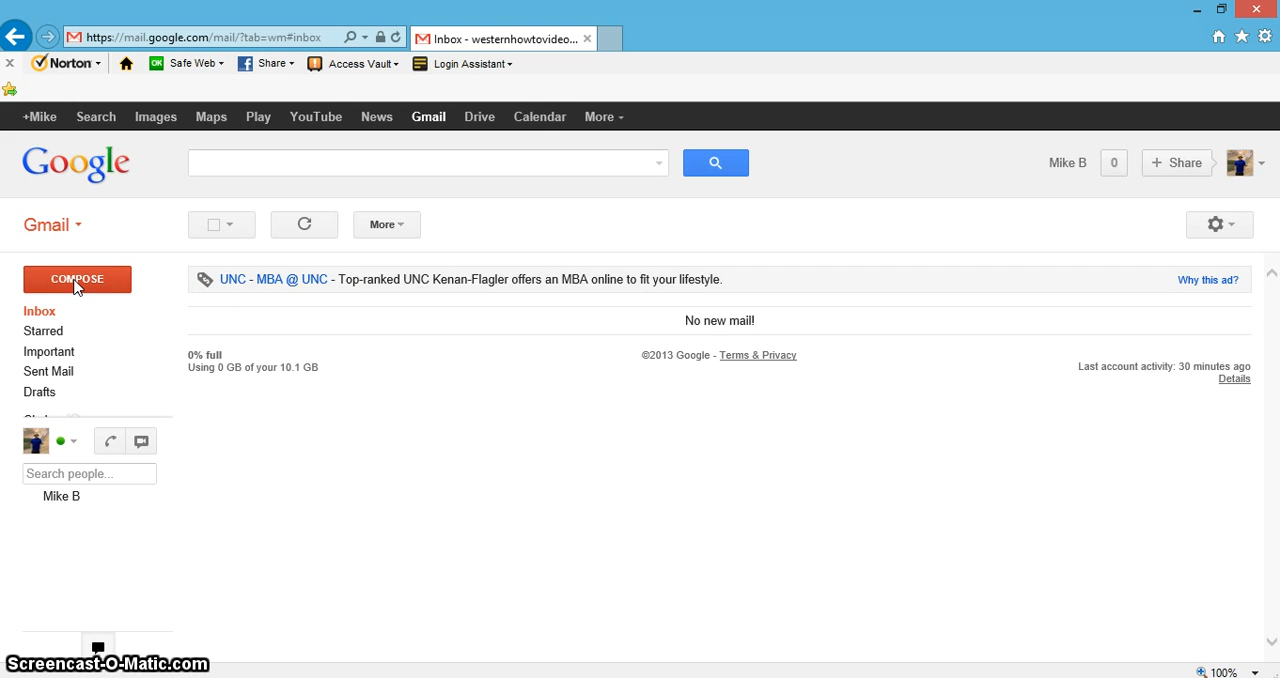 https://mail.google.com/mail/?tab=wm#inbox
Inbox - westernhowtovideo...
Norton
OK Safe Web
Share
Access Vault
Login Assistant
+Mike Search Images Maps Play YouTube News Gmail Drive Calendar More
Google
Mike B 0 + Share
Gmail
More
COMPOSE
UNC - MBA @ UNC - Top-ranked UNC Kenan-Flagler offers an MBA online to fit your lifestyle.
Why this ad?
Inbox
No new mail!
Starred
Important
0% full
Using 0 GB of your 10.1 GB
©2013 Google - Terms & Privacy
Last account activity: 30 minutes ago
Details
Sent Mail
Drafts
Search people...
Mike B
Screencast-O-Matic.com
100%